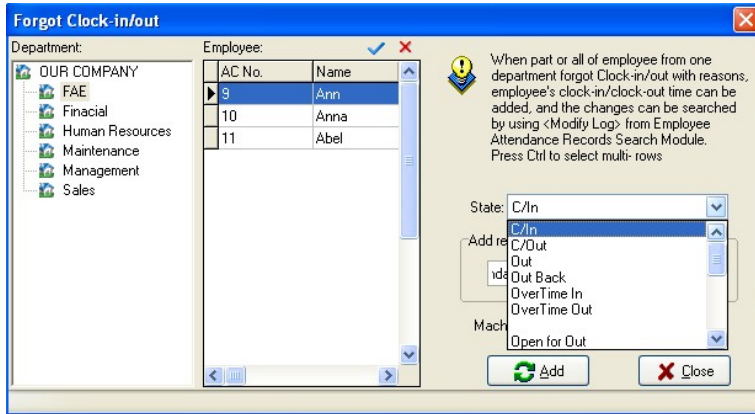 Forgot Clock-in/out
Department:
OUR COMPANY
FAE
Finacial
Human Resources
Maintenance
Management
Sales
Employee:
AC No. Name
9 Ann
10 Anna
11 Abel
When part or all of employee from one
department forgot Clock-in/out with reasons,
employee's clock-in/clock-out time can be
added, and the changes can be searched
by using <Modify Log> from Employee
Attendance Records Search Module.
Press Ctrl to select multi- rows
State: C/In
C/In
C/Out
Out
Out Back
OverTime In
OverTime Out
Open for Out
Add re
Mach
Add
Close